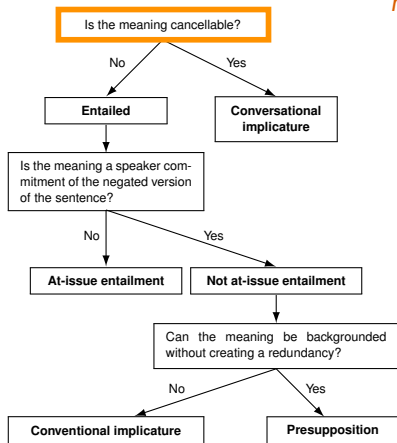 Is the meaning cancellable?
No
Yes
Entailed
Conversational
implicature
Is the meaning a speaker com-
mitment of the negated version
of the sentence?
No
Yes
At-issue entailment
Not at-issue entailment
Can the meaning be backgrounded
without creating a redundancy?
No
Yes
Conventional implicature
Presupposition